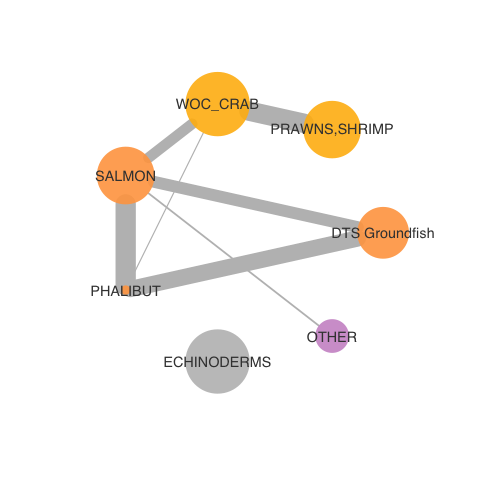 WOC_CRAB
PRAWNS,SHRIMP
SALMON
DTS Groundfish
PHALIBUT
OTHER
ECHINODERMS